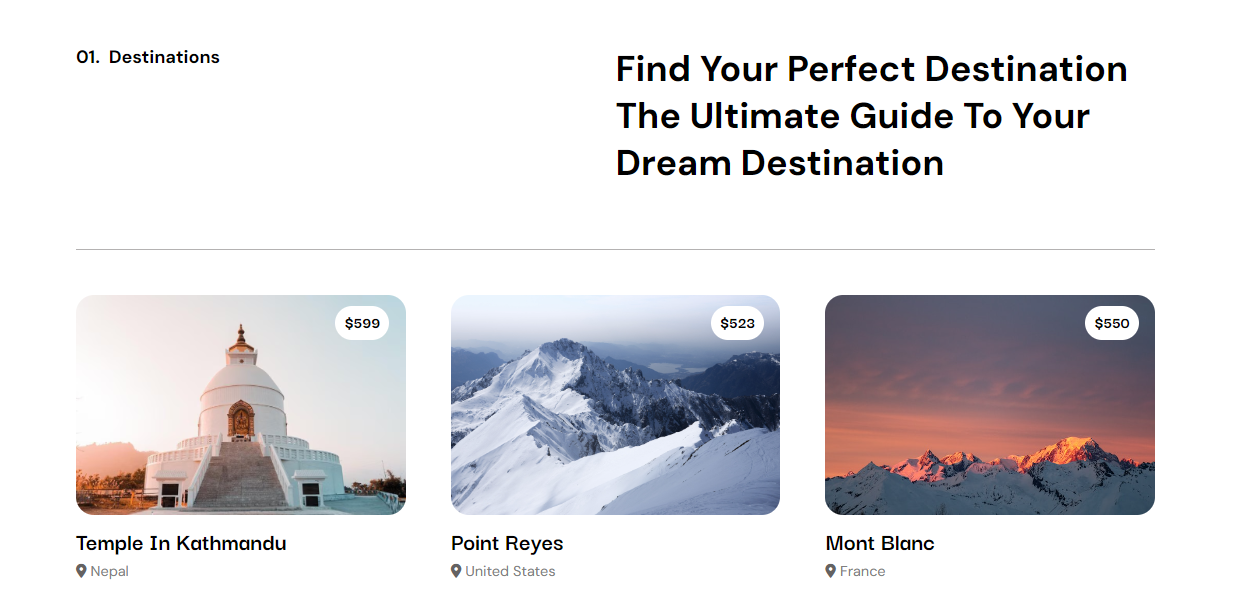 01. Destinations
Find Your Perfect Destination
The Ultimate Guide To Your
Dream Destination
$599
$523
$550
Temple In Kathmandu
Nepal
Point Reyes
United States
Mont Blanc
France